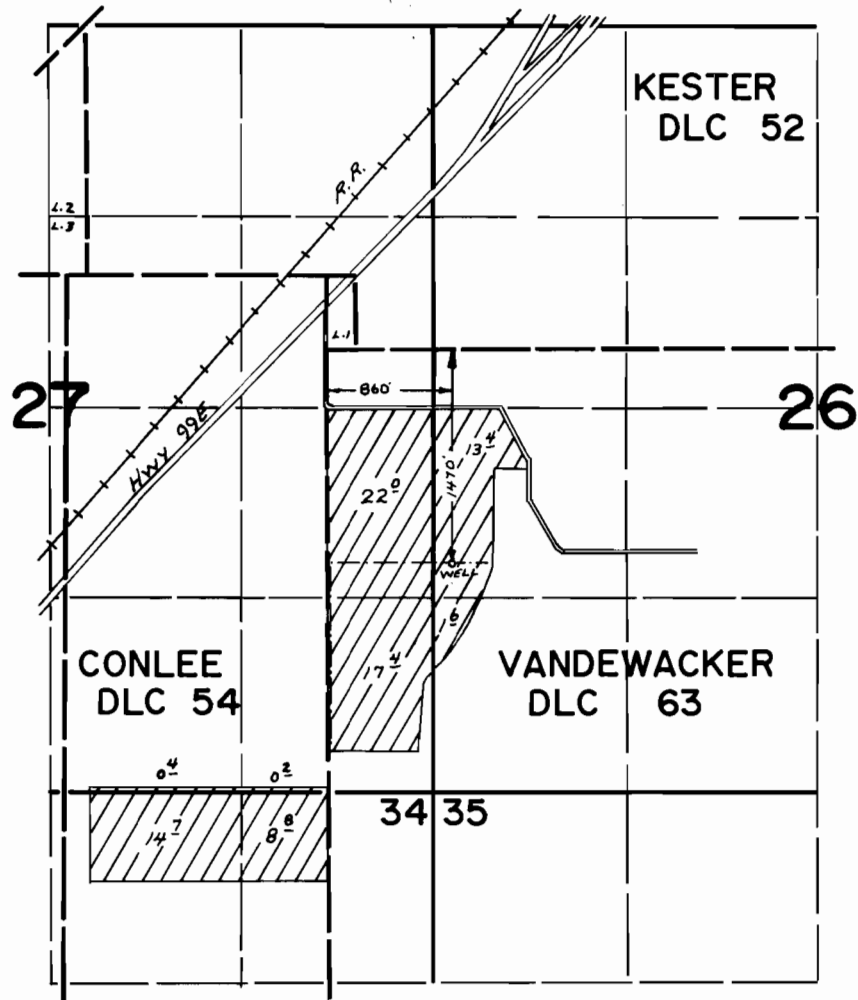 KESTER
DLC 52
R.R.
L.2
L.3
L.1
860'
27
26
HWY 99E
13 4
22 0
1470'
WELL
6
17 4
CONLEE
DLC 54
VANDEWACKER
DLC 63
0 4
0 2
34 35
14 7
8 8